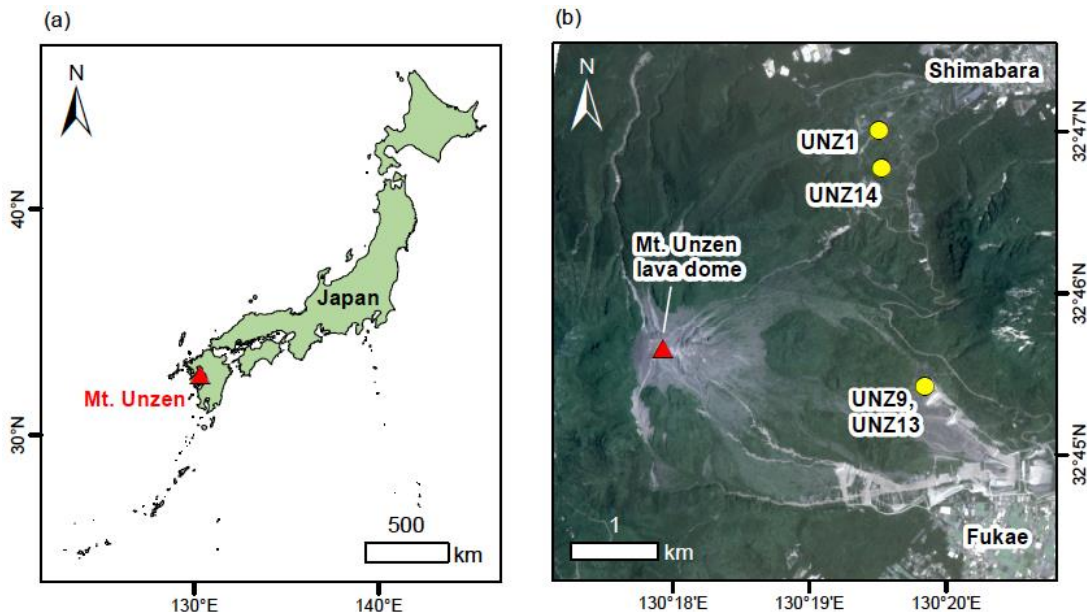 (a)
N
40°N
30°N
Japan
Mt. Unzen
500
km
130°E
140°E
(b)
N
Shimabara
UNZ1
UNZ14
Mt. Unzen
lava dome
UNZ9,
UNZ13
Fukae
1
km
32°47'N
32°46'N
32°45'N
130°18'E
130°19'E
130°20'E